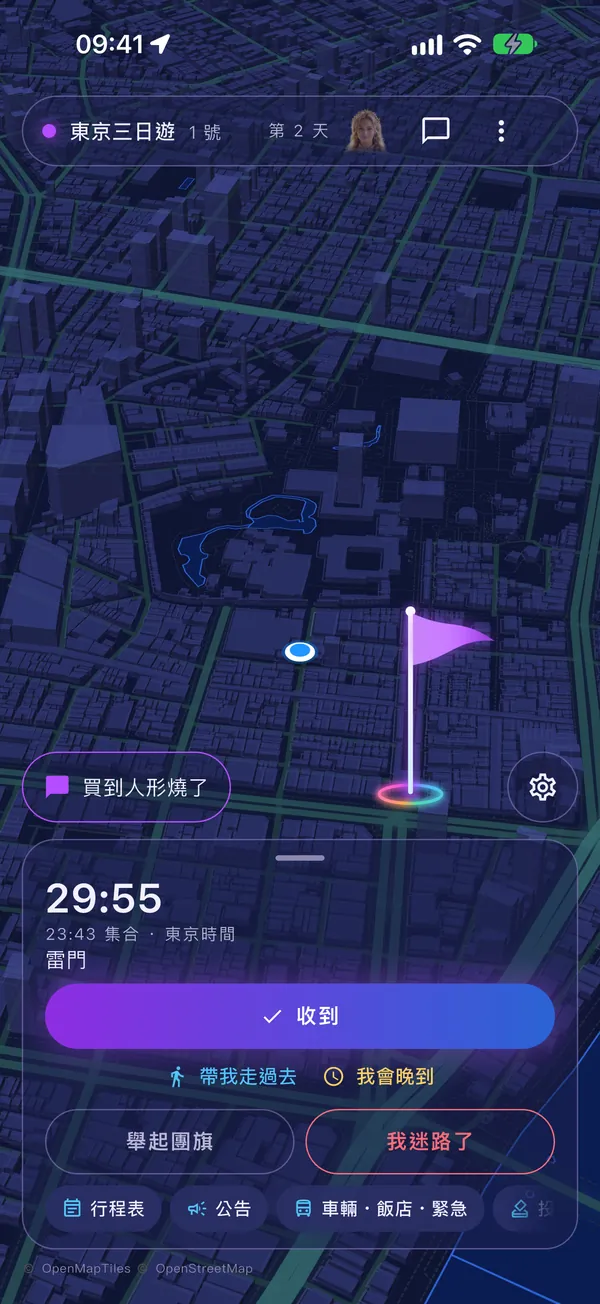 09:41
東京三日遊 1 號 第 2 天
買到人形燒了
29:55
23:43 集合 · 東京時間
雷門
收到
帶我走過去 我會晚到
舉起團旗 我迷路了
行程表 公告 車輛・飯店・緊急 投
© OpenMapTiles © OpenStreetMap